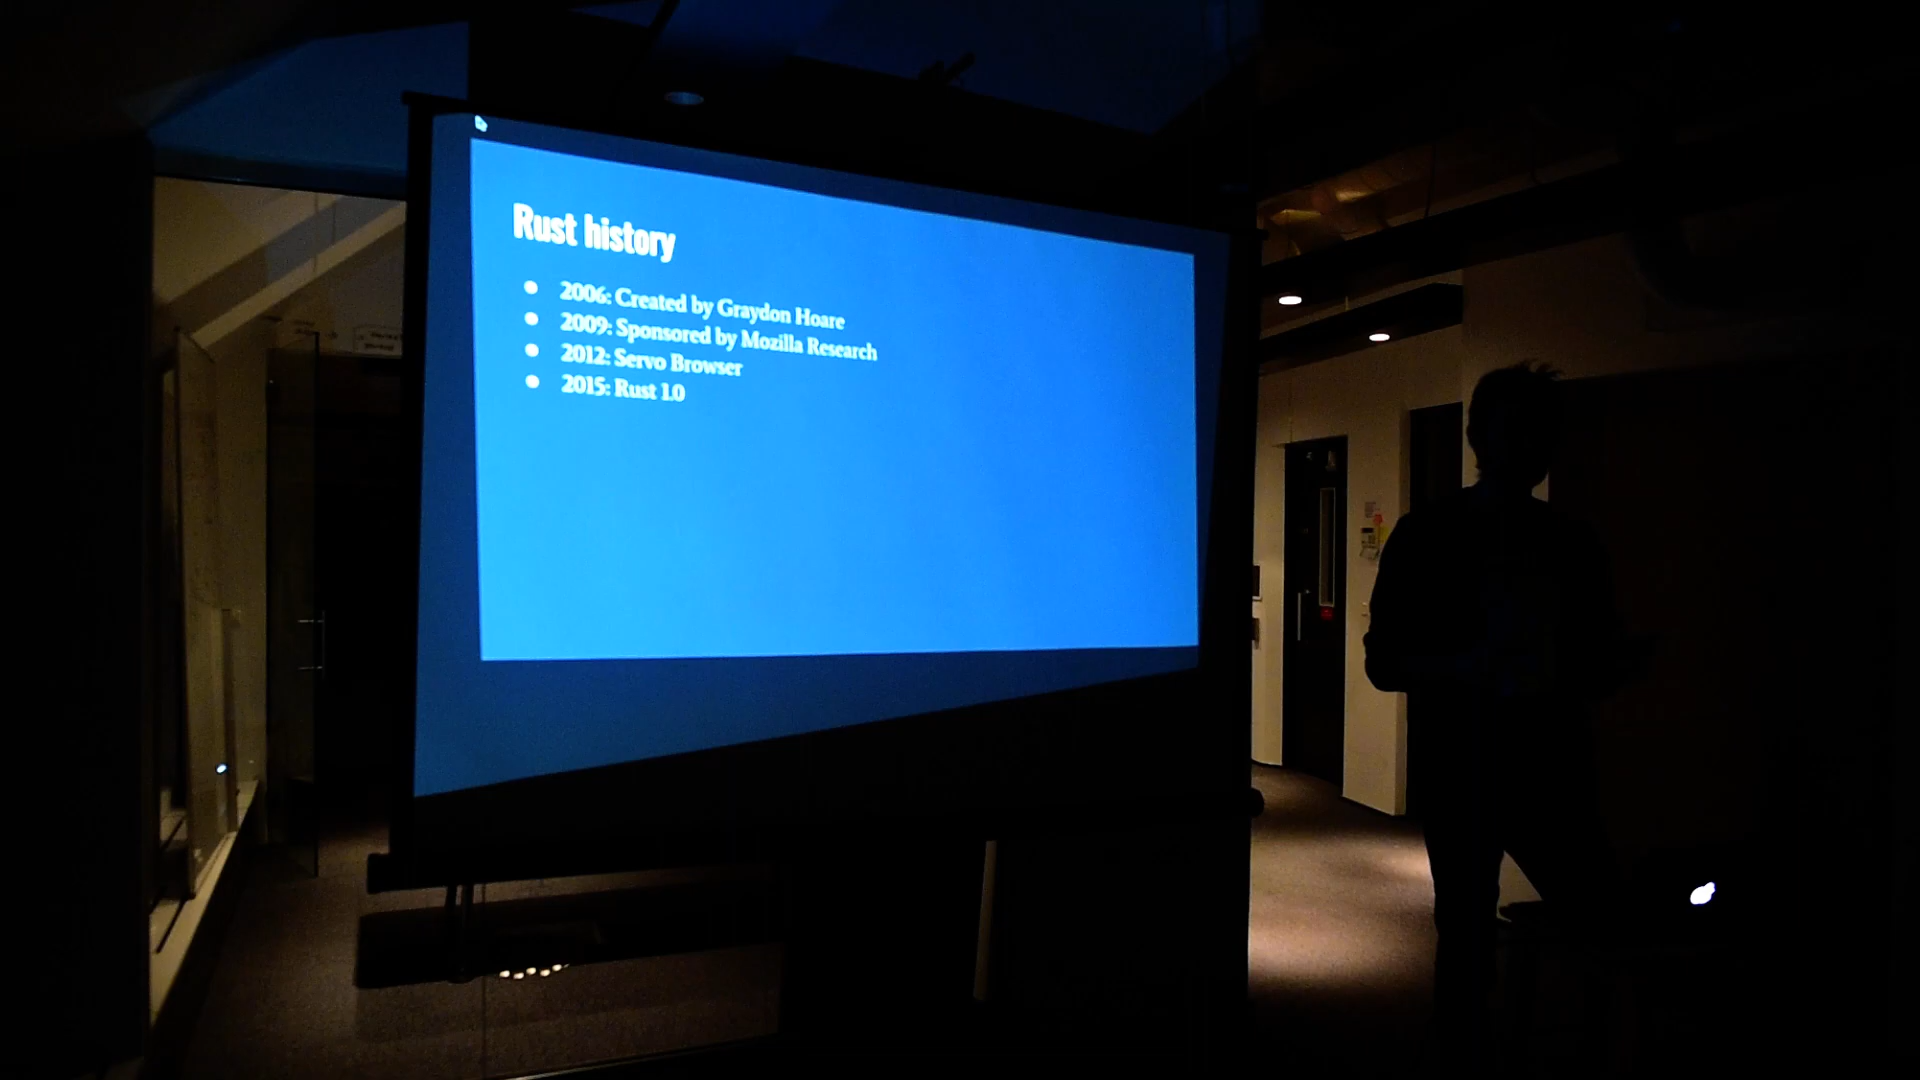 Rust history
2006: Created by Graydon Hoare
2009: Sponsored by Mozilla Research
2012: Servo Browser
2015: Rust 1.0